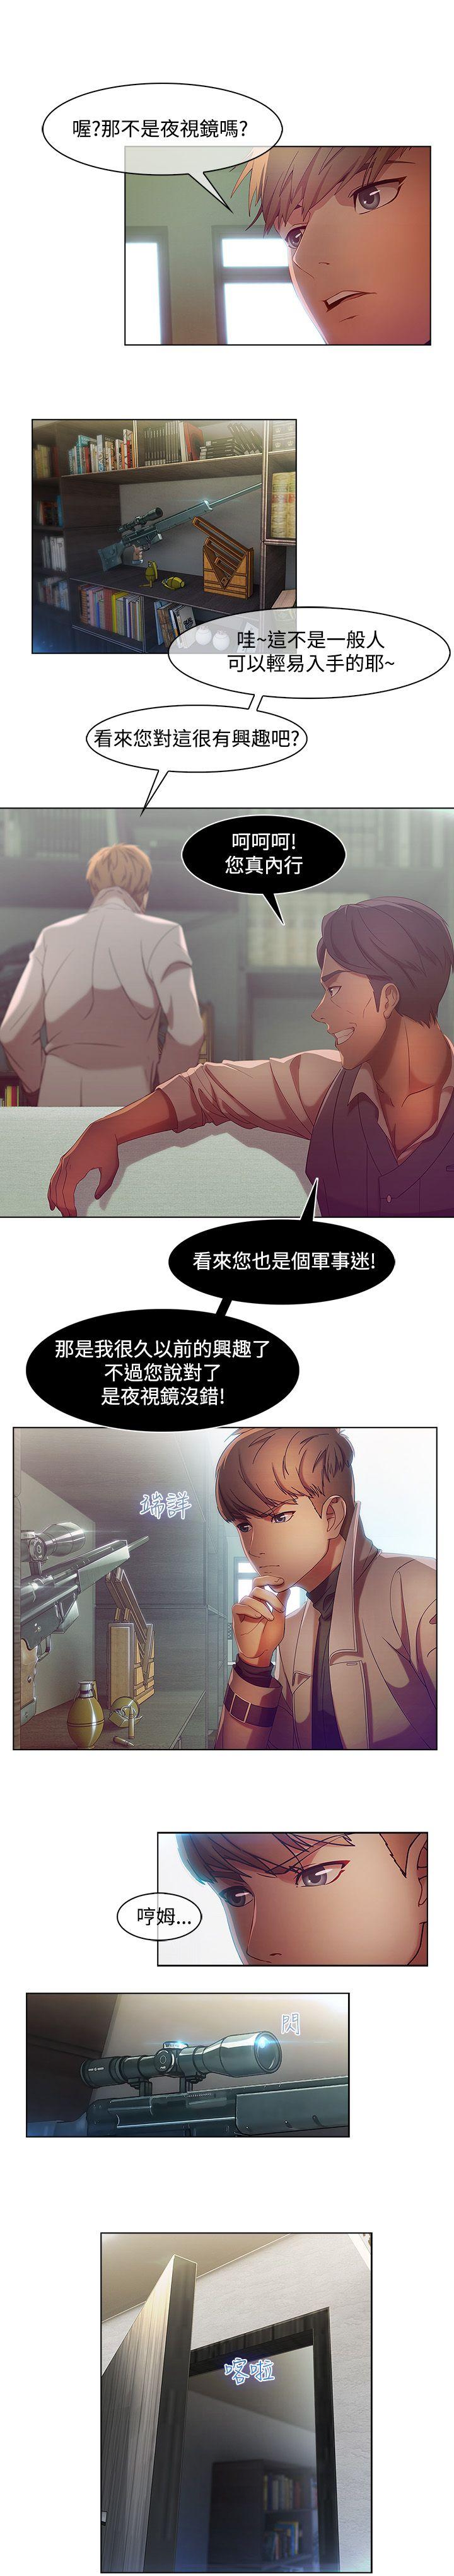 喔?那不是夜視鏡嗎?
哇~這不是一般人
可以輕易入手的耶~
看來您對這很有興趣吧?
呵呵呵!
您真內行
看來您也是個軍事迷!
那是我很久以前的興趣了
不過您說對了
是夜視鏡沒錯!
端詳
哼姆...
閃
喀啦